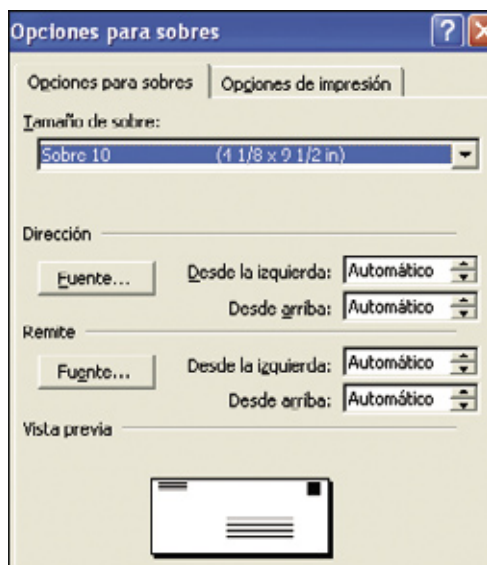 Opciones para sobres
Opciones para sobres Opciones de impresión
Tamaño de sobre:
Sobre 10 (4 1/8 x 9 1/2 in)
Dirección
Fuente... Desde la izquierda: Automático
Desde arriba: Automático
Remite
Fuente... Desde la izquierda: Automático
Desde arriba: Automático
Vista previa